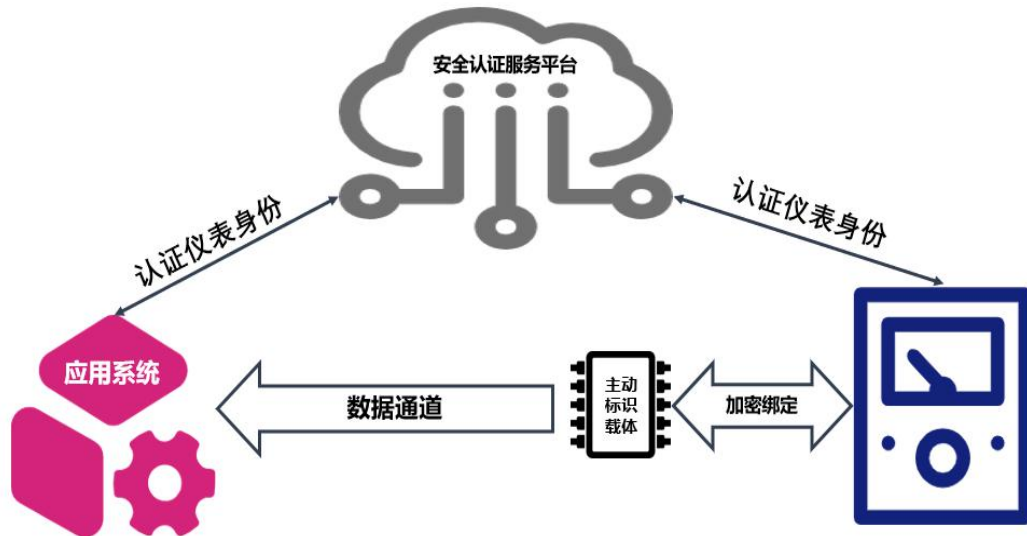 安全认证服务平台
认证仪表身份
认证仪表身份
应用系统
数据通道
主动
标识
载体
加密绑定